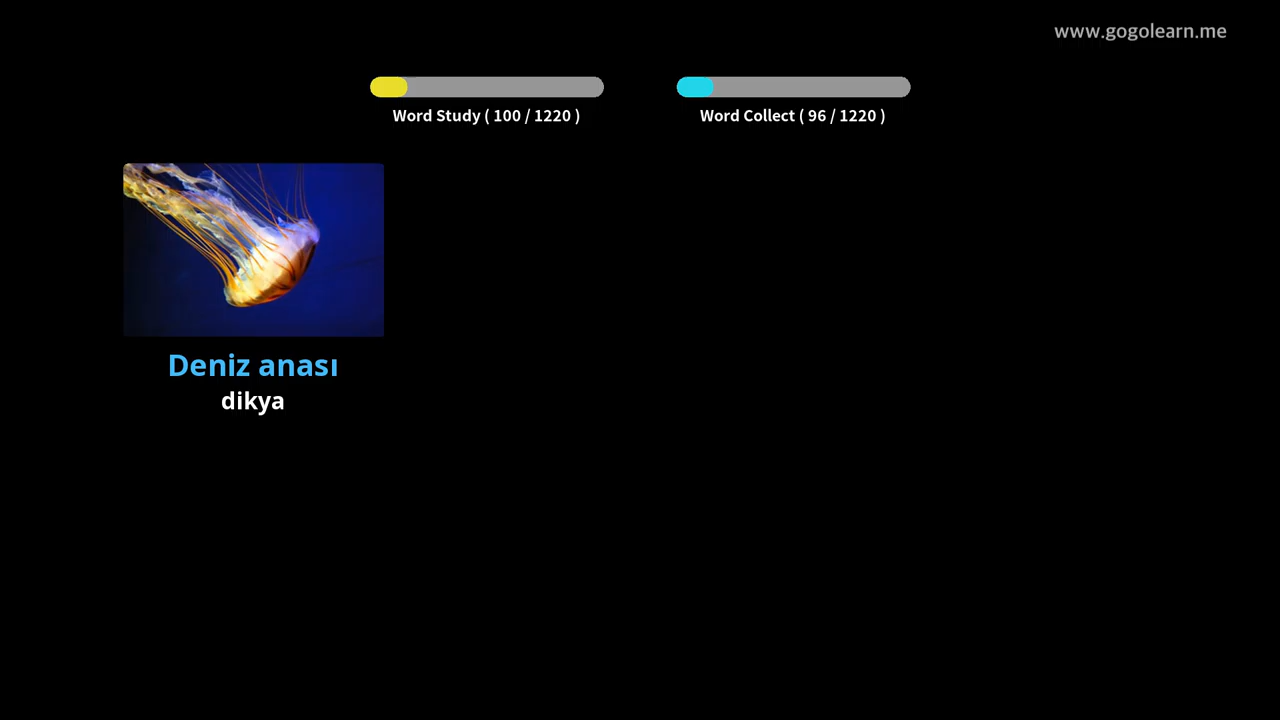 www.gogolearn.me
Word Study ( 100 / 1220 )
Word Collect ( 96 / 1220 )
Deniz anası
dikya